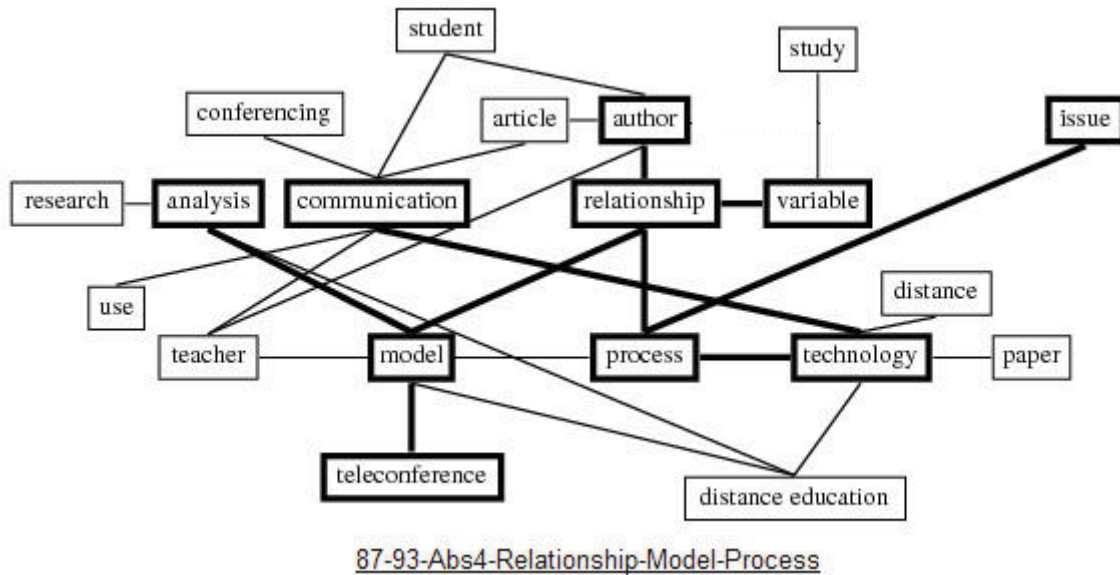 student
study
conferencing
article
author
issue
research
analysis
communication
relationship
variable
use
distance
teacher
model
process
technology
paper
teleconference
distance education
87-93-Abs4-Relationship-Model-Process